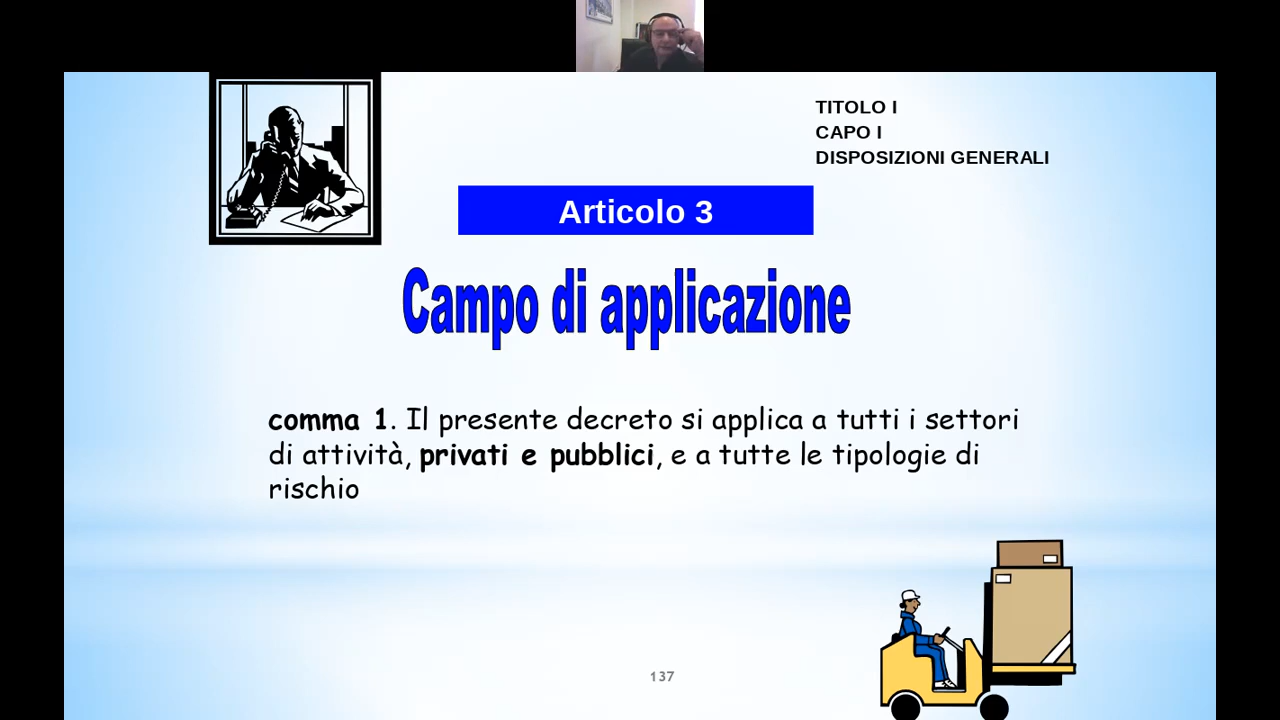 TITOLO I
CAPO I
DISPOSIZIONI GENERALI
Articolo 3
Campo di applicazione
comma 1. Il presente decreto si applica a tutti i settori
di attività, privati e pubblici, e a tutte le tipologie di
rischio
137